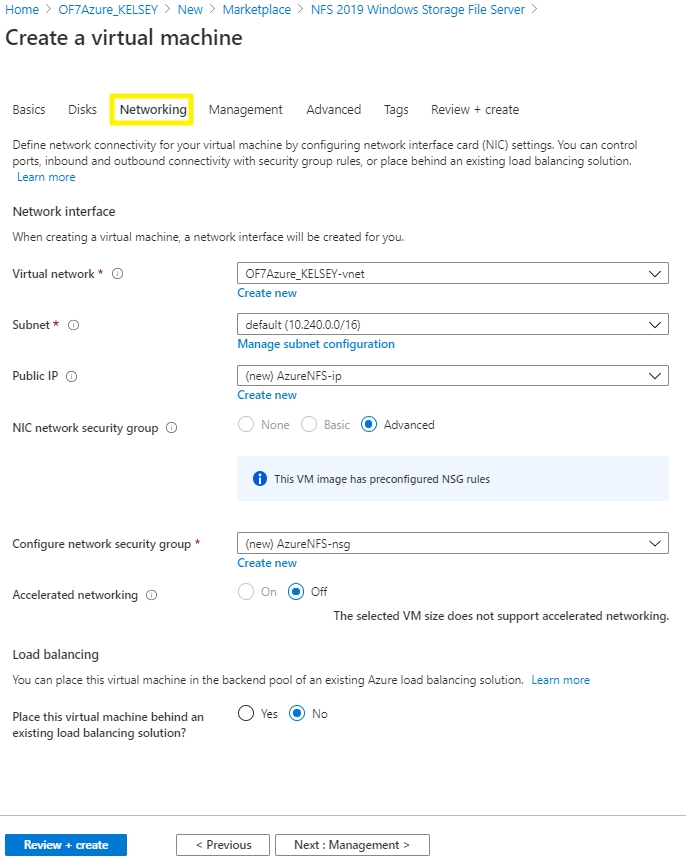 Home > OF7Azure_KELSEY > New > Marketplace > NFS 2019 Windows Storage File Server >
Create a virtual machine
Basics Disks Networking Management Advanced Tags Review + create
Define network connectivity for your virtual machine by configuring network interface card (NIC) settings. You can control
ports, inbound and outbound connectivity with security group rules, or place behind an existing load balancing solution.
Learn more
Network interface
When creating a virtual machine, a network interface will be created for you.
Virtual network * OF7Azure_KELSEY-vnet
Create new
Subnet * default (10.240.0.0/16)
Manage subnet configuration
Public IP (new) AzureNFS-ip
Create new
NIC network security group None Basic Advanced
This VM image has preconfigured NSG rules
Configure network security group * (new) AzureNFS-nsg
Create new
Accelerated networking On Off
The selected VM size does not support accelerated networking.
Load balancing
You can place this virtual machine in the backend pool of an existing Azure load balancing solution. Learn more
Place this virtual machine behind an Yes No
existing load balancing solution?
Review + create < Previous Next : Management >